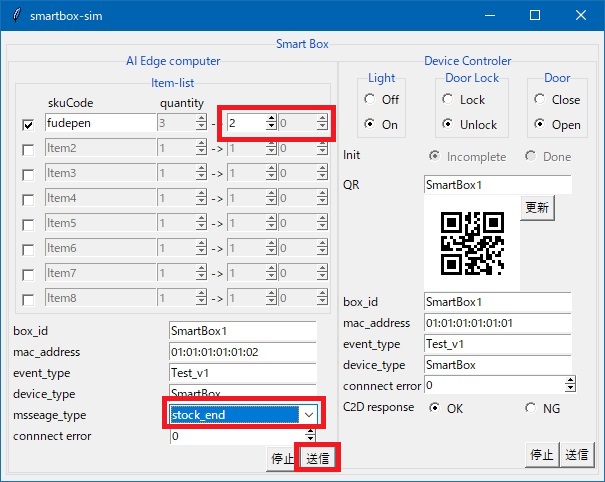 smartbox-sim
Smart Box
AI Edge computer
Item-list
skuCode quantity
fudepen 3 -> 2 0
Item2 1 -> 1 0
Item3 1 -> 1 0
Item4 1 -> 1 0
Item5 1 -> 1 0
Item6 1 -> 1 0
Item7 1 -> 1 0
Item8 1 -> 1 0
box_id SmartBox1
mac_address 01:01:01:01:01:02
event_type Test_v1
device_type SmartBox
msseage_type stock_end
connnect error 0
停止 送信
Device Controler
Light Door Lock Door
Off Lock Close
On Unlock Open
Init Incomplete Done
QR SmartBox1
更新
box_id SmartBox1
mac_address 01:01:01:01:01:01
event_type Test_v1
device_type SmartBox
connnect error 0
C2D response OK NG
停止 送信